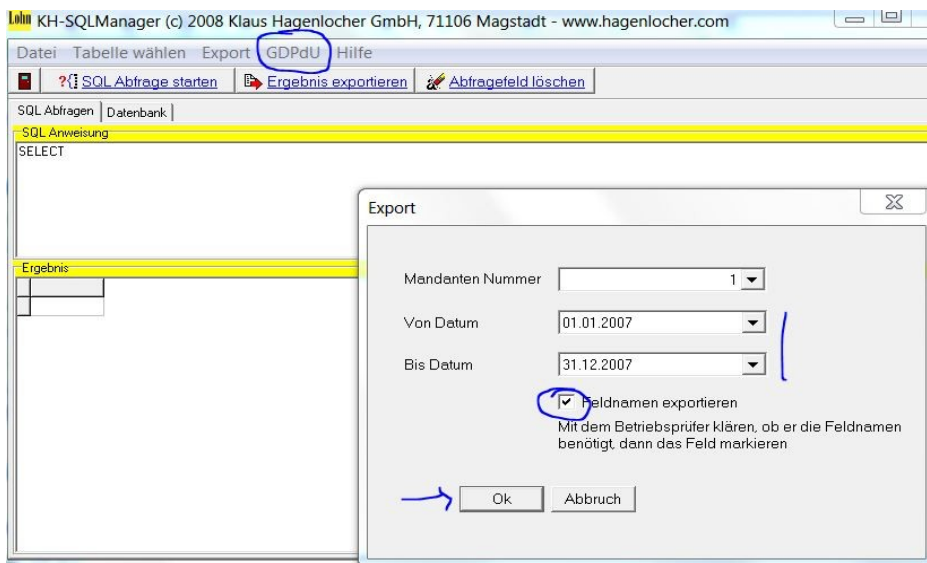 Lohn KH-SQLManager (c) 2008 Klaus Hagenlocher GmbH, 71106 Magstadt - www.hagenlocher.com
Datei Tabelle wählen Export GDPdU Hilfe
?{} SQL Abfrage starten Ergebnis exportieren Abfragefeld löschen
SQL Abfragen Datenbank
SQL Anweisung
SELECT
Export
Mandanten Nummer 1
Von Datum 01.01.2007
Bis Datum 31.12.2007
Feldnamen exportieren
Mit dem Betriebsprüfer klären, ob er die Feldnamen
benötigt, dann das Feld markieren
Ok Abbruch
Ergebnis